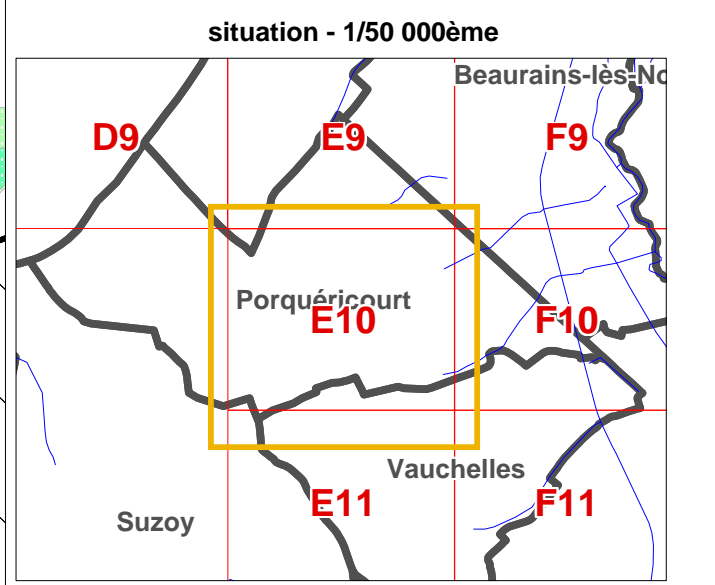 situation - 1/50 000ème
Beaurains-lès-No
D9
E9
F9
Porquéricourt
E10
F10
Vauchelles
E11
F11
Suzoy